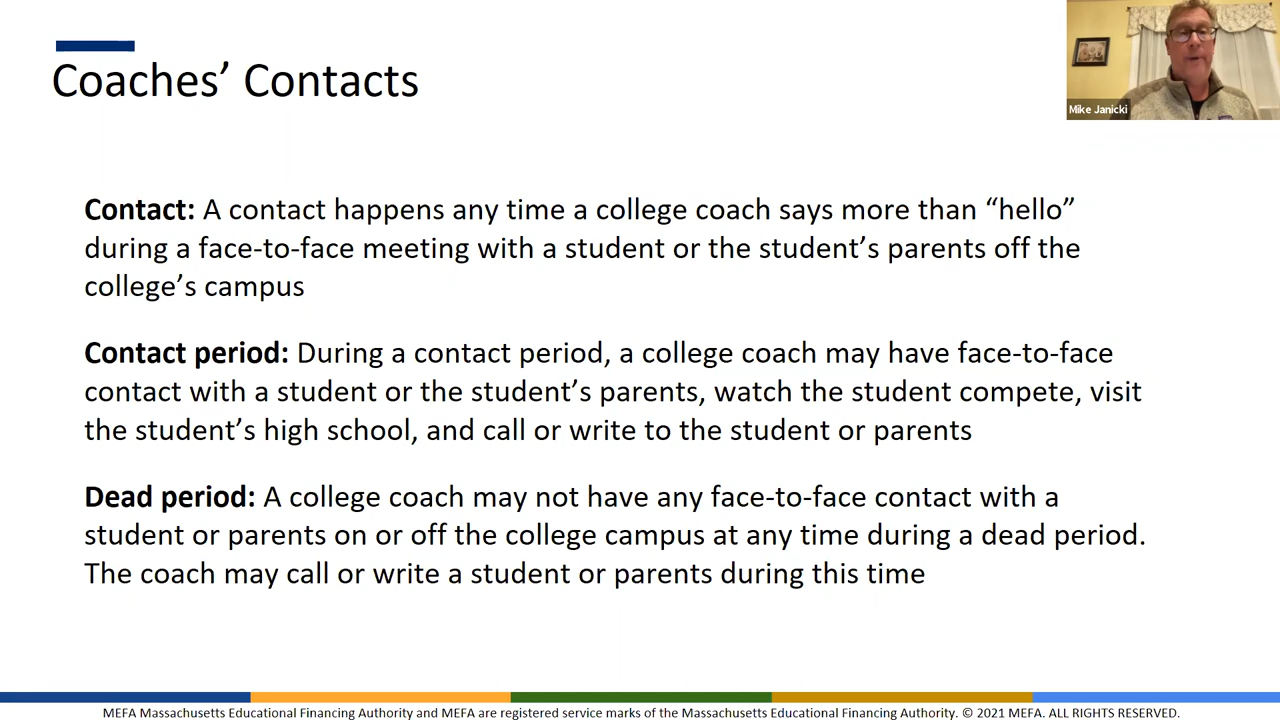 Coaches’ Contacts
Mike Janicki
Contact: A contact happens any time a college coach says more than “hello”
during a face-to-face meeting with a student or the student’s parents off the
college’s campus
Contact period: During a contact period, a college coach may have face-to-face
contact with a student or the student’s parents, watch the student compete, visit
the student’s high school, and call or write to the student or parents
Dead period: A college coach may not have any face-to-face contact with a
student or parents on or off the college campus at any time during a dead period.
The coach may call or write a student or parents during this time
MEFA Massachusetts Educational Financing Authority and MEFA are registered service marks of the Massachusetts Educational Financing Authority. © 2021 MEFA. ALL RIGHTS RESERVED.